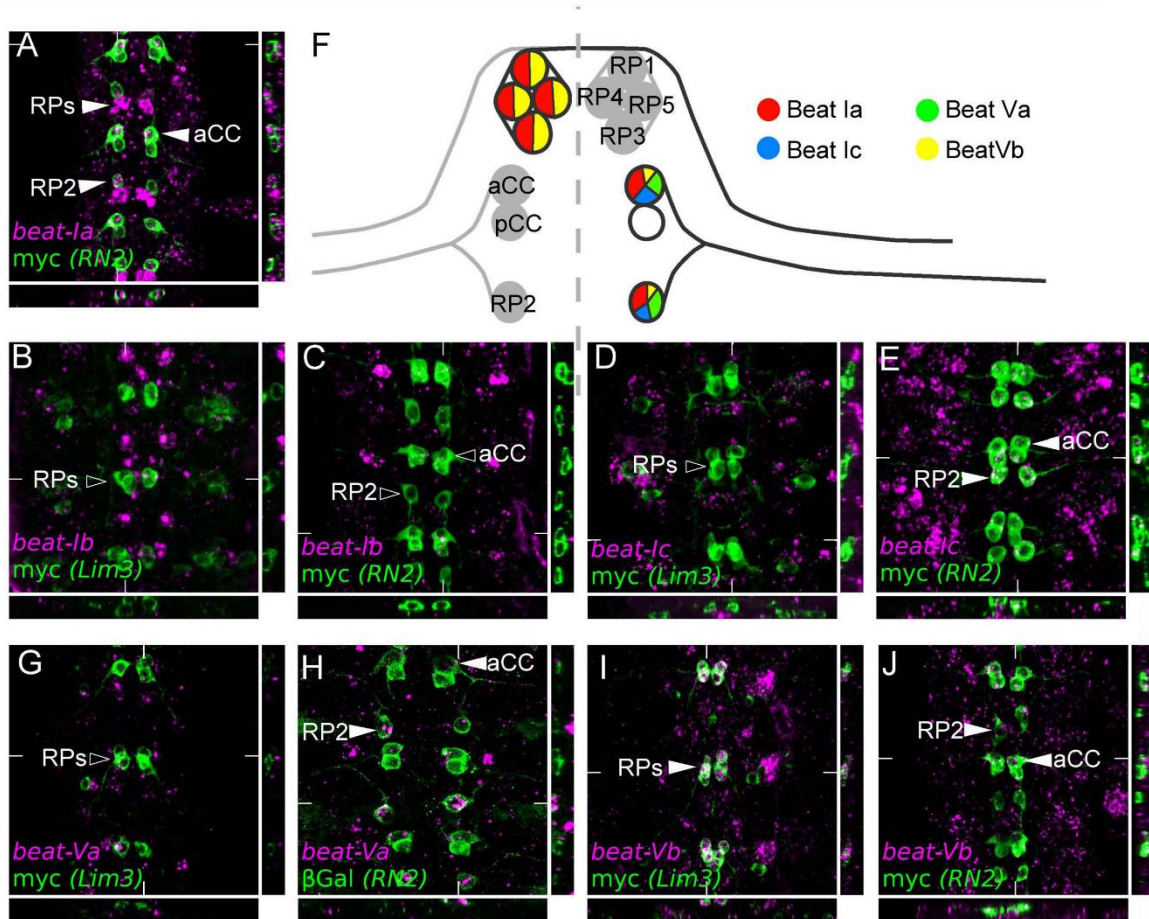 A
RPs
aCC
RP2
beat-Ia
myc (RN2)
F
RP1
RP4
RP5
RP3
aCC
pCC
RP2
Beat Ia
Beat Va
Beat Ic
BeatVb
B
RPs
beat-Ib
myc (Lim3)
C
aCC
RP2
beat-Ib
myc (RN2)
D
RPs
beat-Ic
myc (Lim3)
E
aCC
RP2
beat-Ic
myc (RN2)
G
RPs
beat-Va
myc (Lim3)
H
aCC
RP2
beat-Va
βGal (RN2)
I
RPs
beat-Vb
myc (Lim3)
J
RP2
aCC
beat-Vb,
myc (RN2)